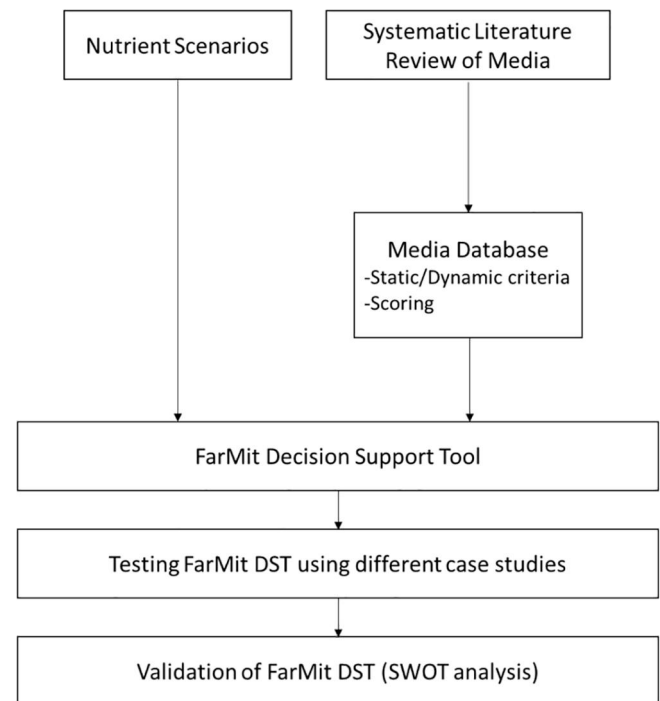 Nutrient Scenarios
Systematic Literature
Review of Media
Media Database
-Static/Dynamic criteria
-Scoring
FarMit Decision Support Tool
Testing FarMit DST using different case studies
Validation of FarMit DST (SWOT analysis)